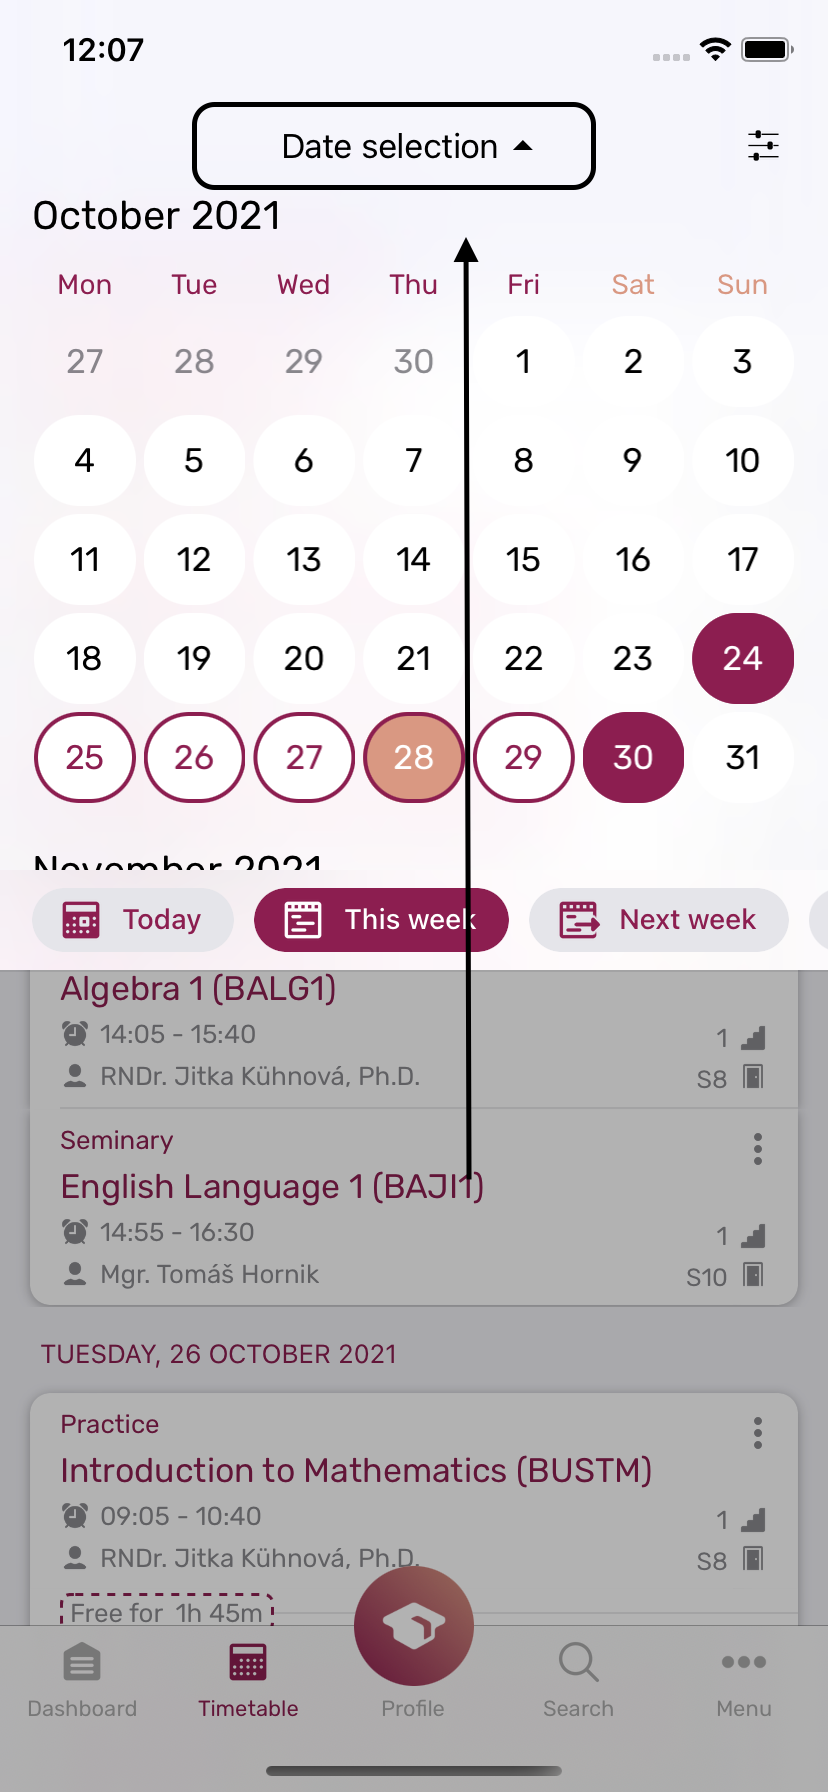 12:07
Date selection
October 2021
Mon Tue Wed Thu Fri Sat Sun
27 28 29 30 1 2 3
4 5 6 7 8 9 10
11 12 13 14 15 16 17
18 19 20 21 22 23 24
25 26 27 28 29 30 31
November 2021
Today This week Next week
Algebra 1 (BALG1)
14:05 - 15:40 1
RNDr. Jitka Kühnová, Ph.D. S8
Seminary
English Language 1 (BAJI1)
14:55 - 16:30 1
Mgr. Tomáš Hornik S10
TUESDAY, 26 OCTOBER 2021
Practice
Introduction to Mathematics (BUSTM)
09:05 - 10:40 1
RNDr. Jitka Kühnová, Ph.D. S8
Free for 1h 45m
Dashboard Timetable Profile Search Menu